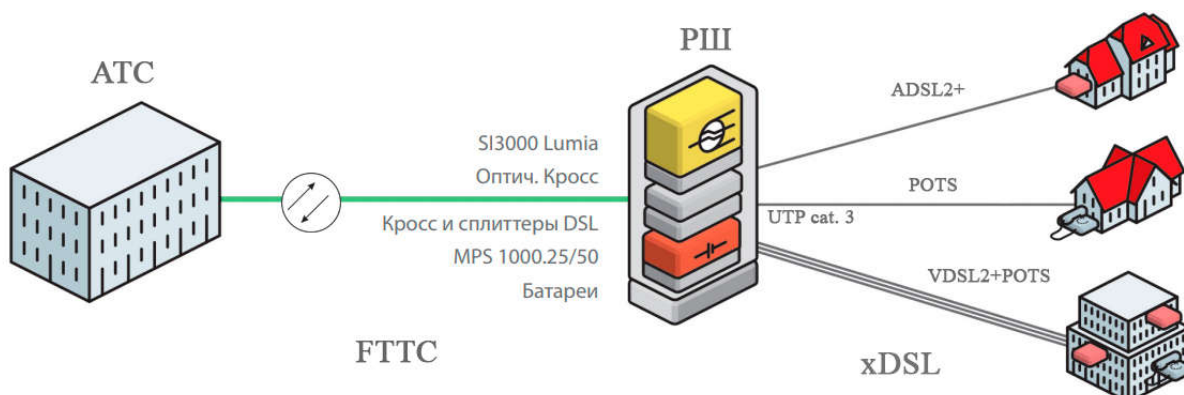 РШ
АТС
ADSL2+
SI3000 Lumia
Оптич. Кросс
POTS
UTP cat. 3
Кросс и сплиттеры DSL
MPS 1000.25/50
Батареи
VDSL2+POTS
FTTC
xDSL